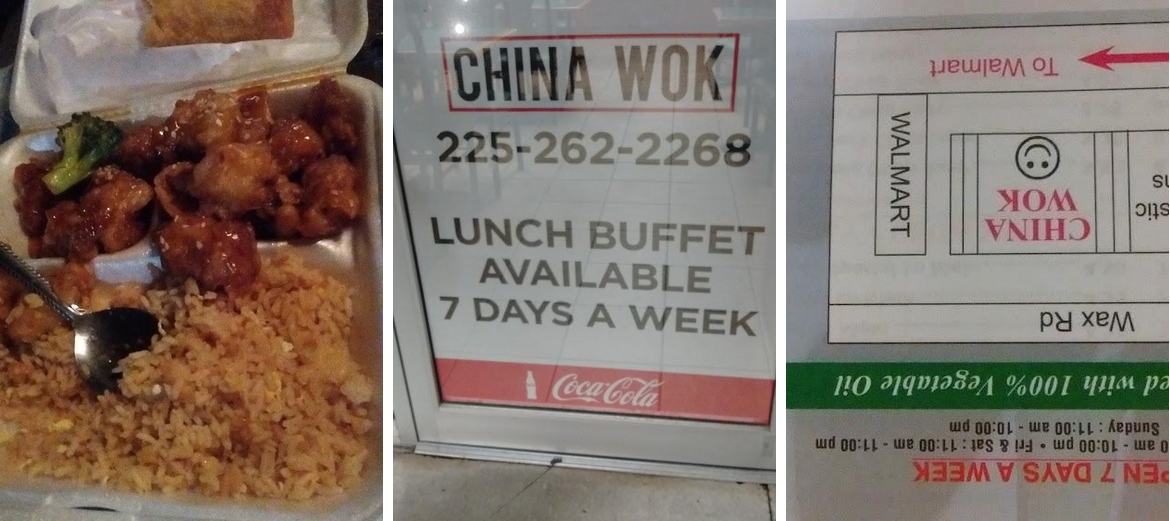 CHINA WOK
225-262-2268
LUNCH BUFFET
AVAILABLE
7 DAYS A WEEK
Coca-Cola
PEN 7 DAYS A WEEK
0 am - 10:00 pm • Fri & Sat : 11:00 am - 11:00 pm
Sunday : 11:00 am - 10:00 pm
ed with 100% Vegetable Oil
Wax Rd
CHINA
WOK
WALMART
stic
ns
To Walmart